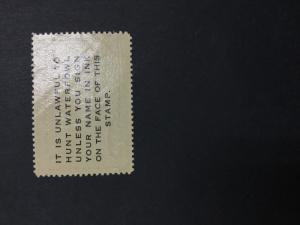 IT IS UNLAWFUL TO
HUNT WATERFOWL
UNLESS YOU SIGN
YOUR NAME IN INK
ON THE FACE OF THIS
STAMP.